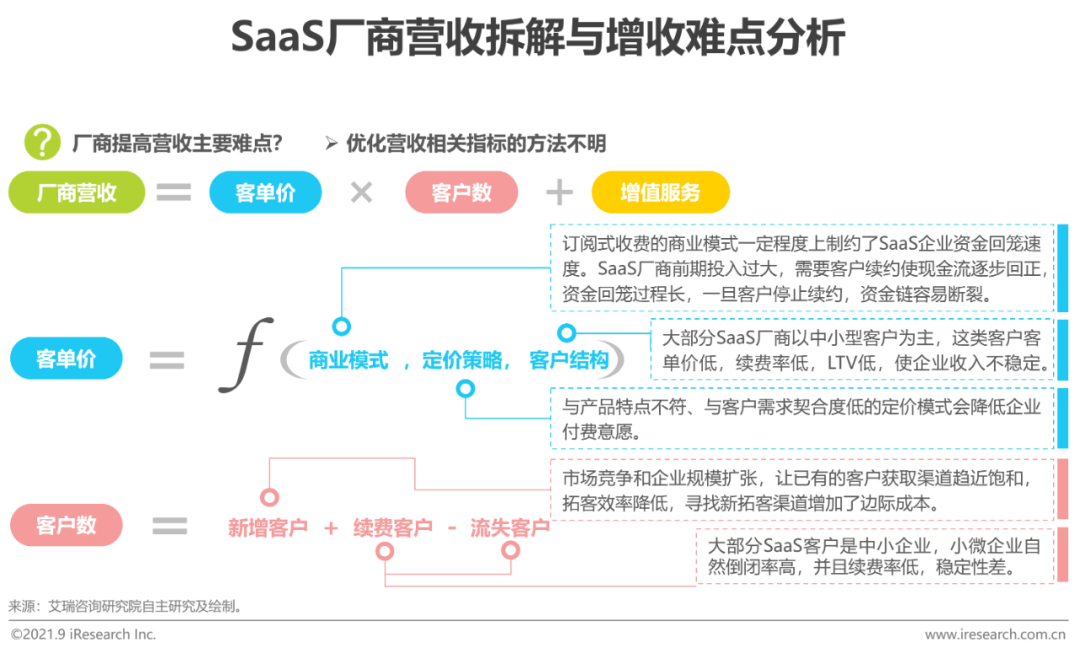 SaaS厂商营收拆解与增收难点分析
? 厂商提高营收主要难点? ➢ 优化营收相关指标的方法不明
厂商营收 = 客单价 × 客户数 + 增值服务
订阅式收费的商业模式一定程度上制约了SaaS企业资金回笼速
度。SaaS厂商前期投入过大，需要客户续约使现金流逐步回正，
资金回笼过程长，一旦客户停止续约，资金链容易断裂。
大部分SaaS厂商以中小型客户为主，这类客户客
单价低，续费率低，LTV低，使企业收入不稳定。
客单价 = f (商业模式 ，定价策略，客户结构)
与产品特点不符、与客户需求契合度低的定价模式会降低企业
付费意愿。
市场竞争和企业规模扩张，让已有的客户获取渠道趋近饱和，
拓客效率降低，寻找新拓客渠道增加了边际成本。
客户数 = 新增客户 + 续费客户 - 流失客户
大部分SaaS客户是中小企业，小微企业自
然倒闭率高，并且续费率低，稳定性差。
来源：艾瑞咨询研究院自主研究及绘制。
©2021.9 iResearch Inc.
www.iresearch.com.cn